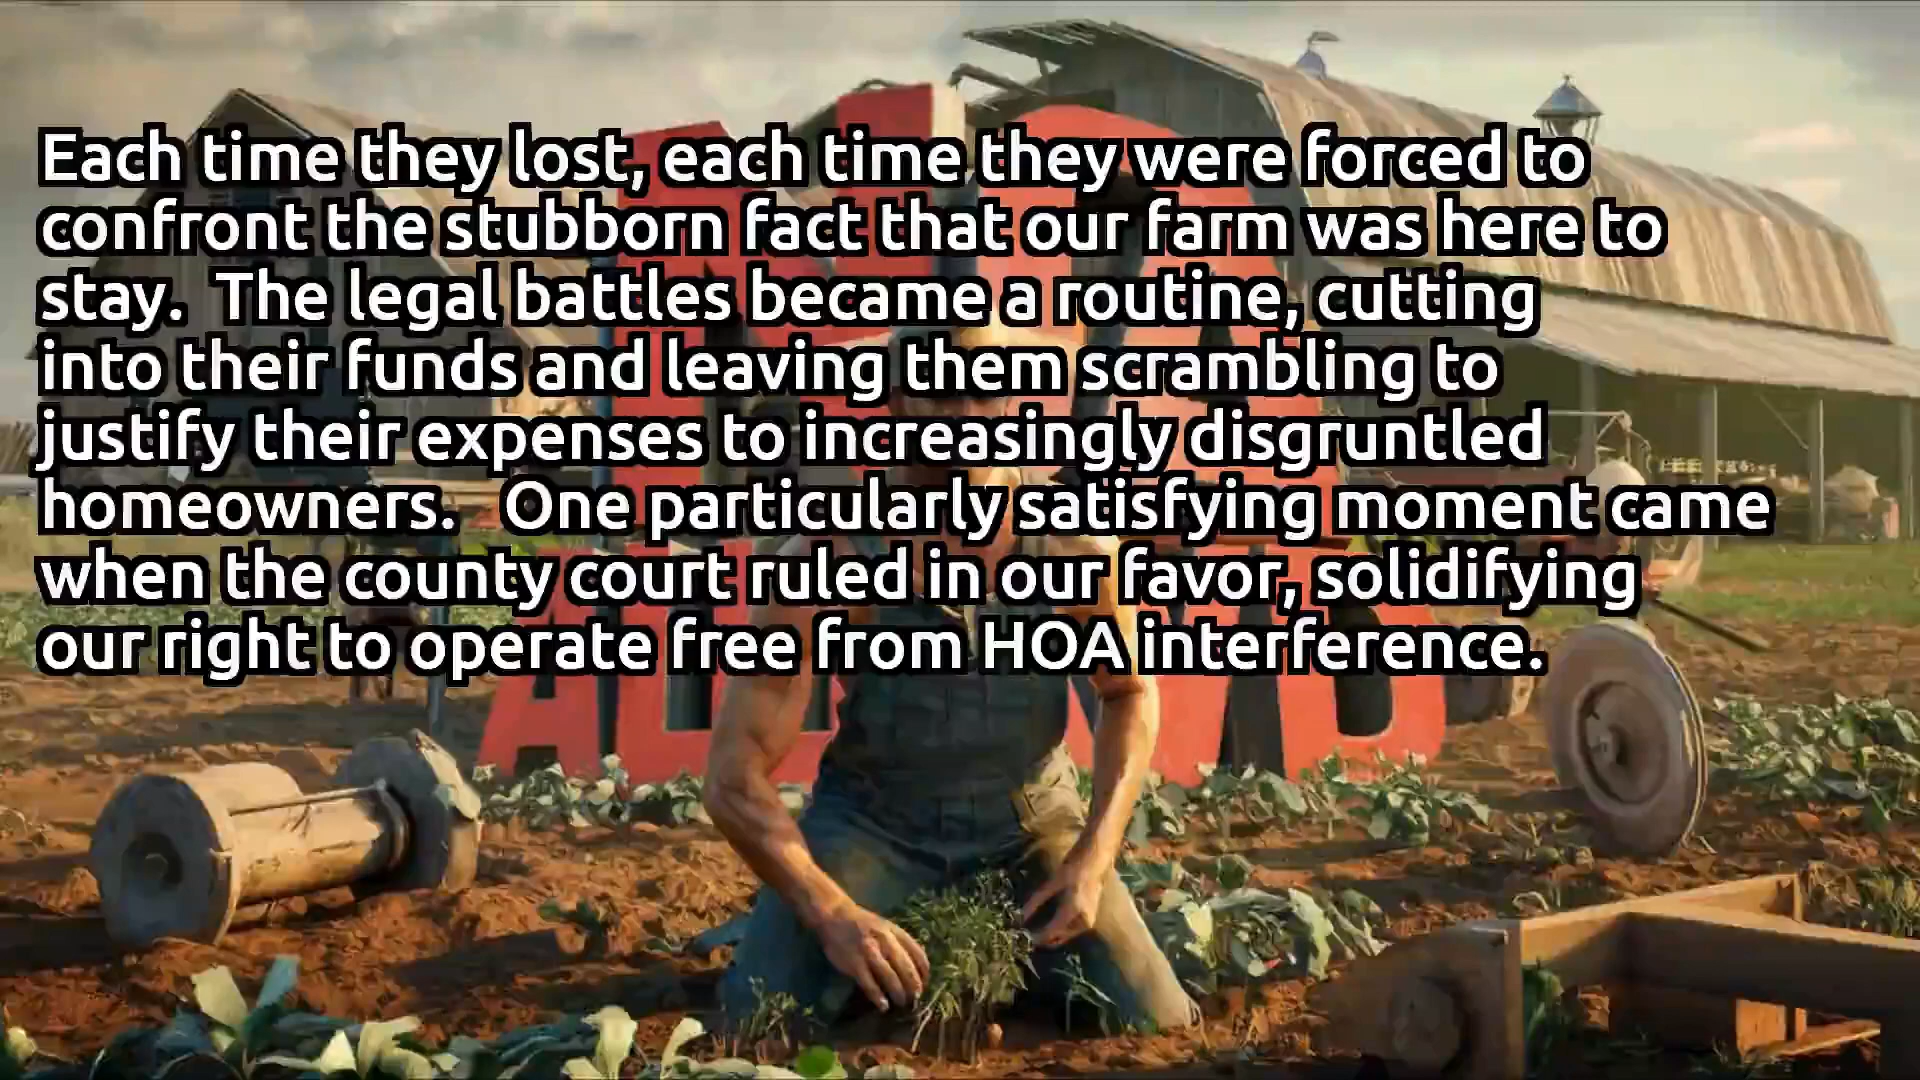 Each time they lost, each time they were forced to
confront the stubborn fact that our farm was here to
stay.  The legal battles became a routine, cutting
into their funds and leaving them scrambling to
justify their expenses to increasingly disgruntled
homeowners.   One particularly satisfying moment came
when the county court ruled in our favor, solidifying
our right to operate free from HOA interference.